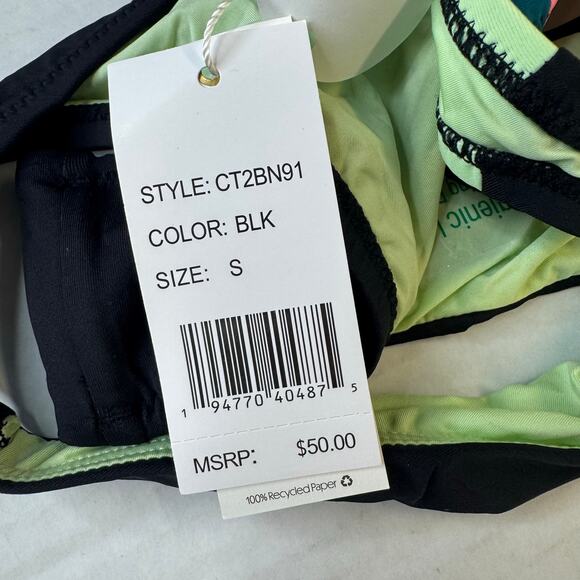 STYLE: CT2BN91
COLOR: BLK
SIZE: S
1 94770 40487 5
MSRP: $50.00
100% Recycled Paper